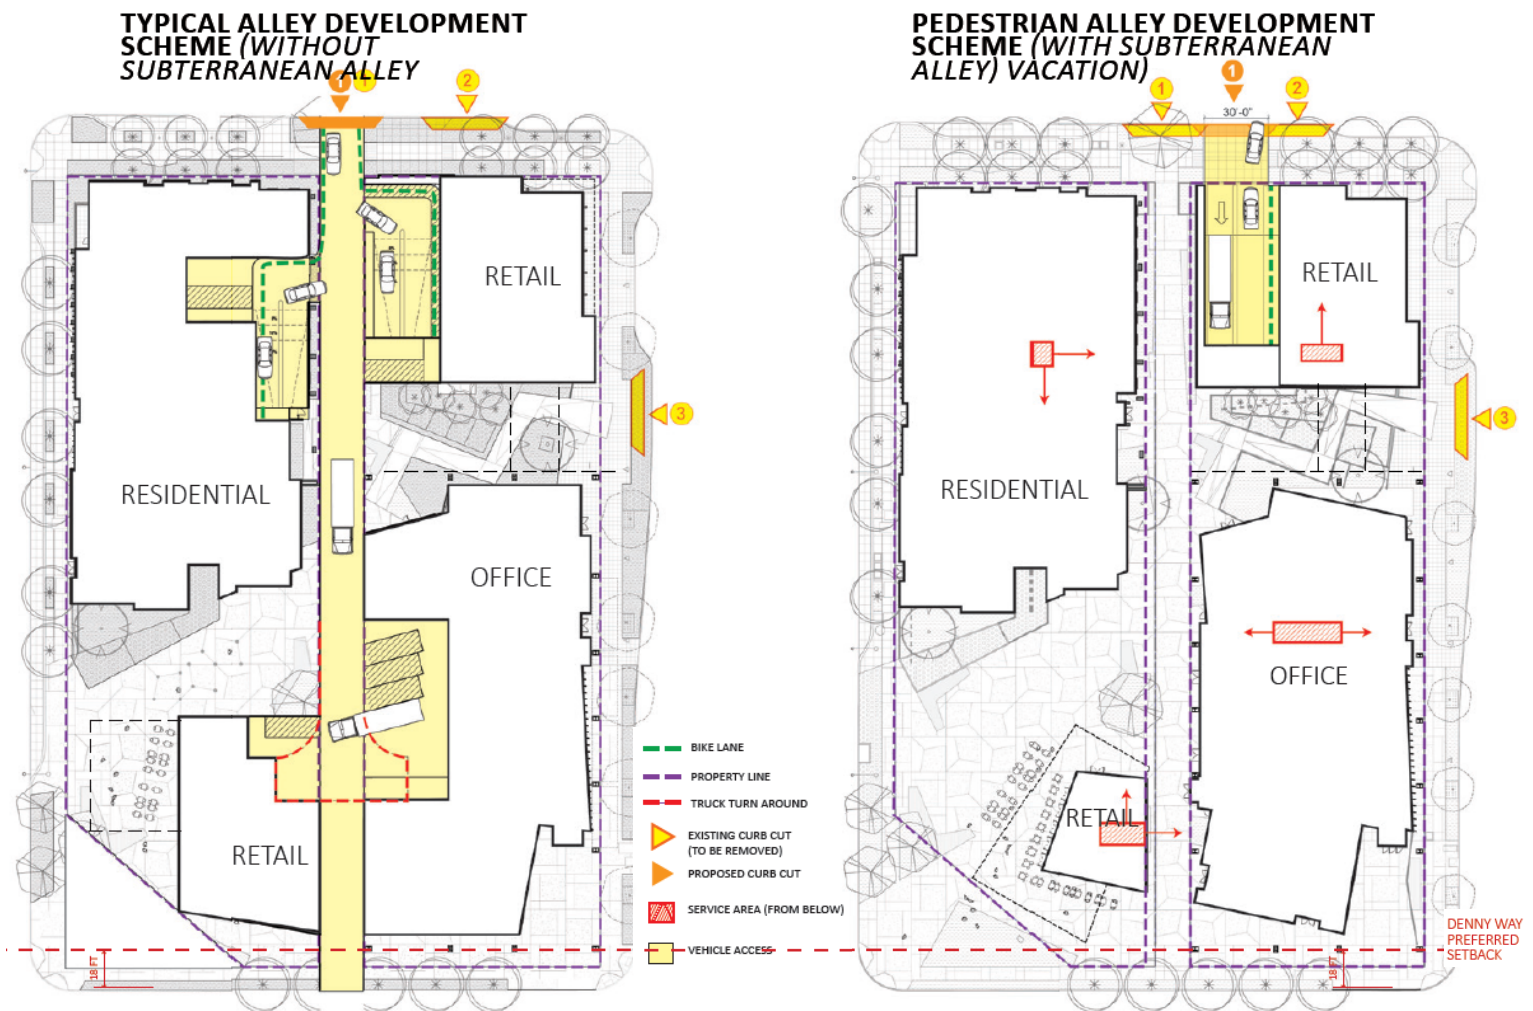 TYPICAL ALLEY DEVELOPMENT
SCHEME (WITHOUT
SUBTERRANEAN ALLEY
1
1
2
RETAIL
3
RESIDENTIAL
OFFICE
RETAIL
18 FT
BIKE LANE
PROPERTY LINE
TRUCK TURN AROUND
EXISTING CURB CUT
(TO BE REMOVED)
PROPOSED CURB CUT
SERVICE AREA (FROM BELOW)
VEHICLE ACCESS
PEDESTRIAN ALLEY DEVELOPMENT
SCHEME (WITH SUBTERRANEAN
ALLEY) VACATION)
1
1
2
30'-0"
RETAIL
3
RESIDENTIAL
OFFICE
RETAIL
DENNY WAY
PREFERRED
SETBACK
18 FT